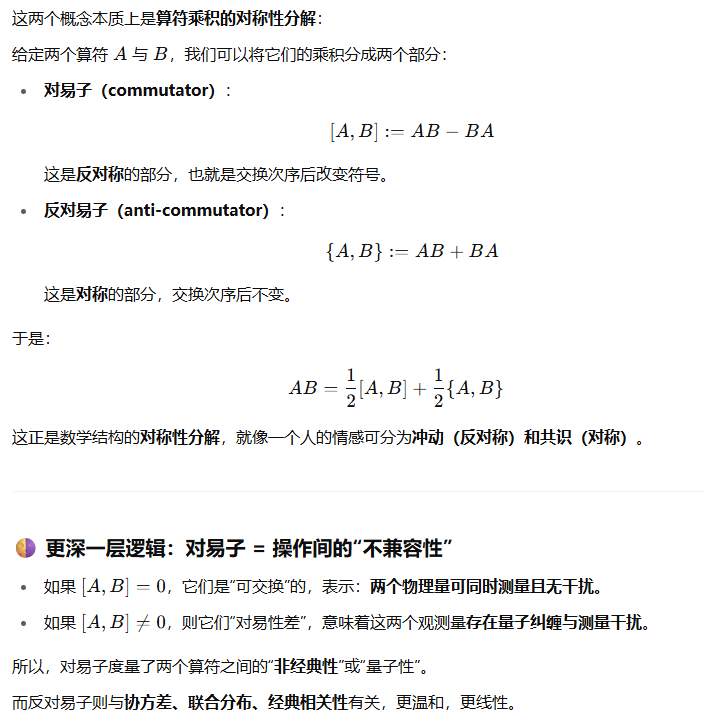 这两个概念本质上是算符乘积的对称性分解：
给定两个算符 A 与 B，我们可以将它们的乘积分成两个部分：
• 对易子（commutator）：
[A, B] := AB − BA
这是反对称的部分，也就是交换次序后改变符号。
• 反对易子（anti-commutator）：
{A, B} := AB + BA
这是对称的部分，交换次序后不变。
于是：
AB = 1/2 [A, B] + 1/2 {A, B}
这正是数学结构的对称性分解，就像一个人的情感可分为冲动（反对称）和共识（对称）。
🌗 更深一层逻辑：对易子 = 操作间的“不兼容性”
• 如果 [A, B] = 0，它们是“可交换”的，表示：两个物理量可同时测量且无干扰。
• 如果 [A, B] ≠ 0，则它们“对易性差”，意味着这两个观测量存在量子纠缠与测量干扰。
所以，对易子度量了两个算符之间的“非经典性”或“量子性”。
而反对易子则与协方差、联合分布、经典相关性有关，更温和，更线性。